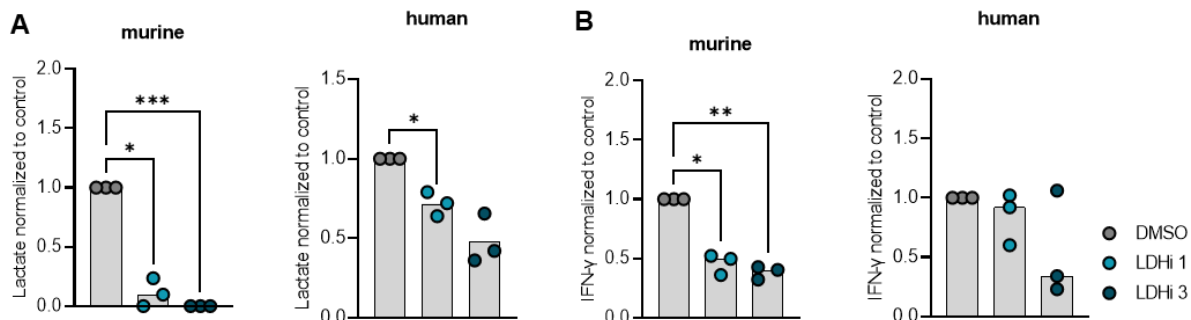 A
murine
Lactate normalized to control
2.0
1.5
1.0
0.5
0.0
***
*
human
Lactate normalized to control
1.5
1.0
0.5
0.0
*
B
murine
IFN-γ normalized to control
2.0
1.5
1.0
0.5
0.0
**
*
human
IFN-γ normalized to control
2.0
1.5
1.0
0.5
0.0
DMSO
LDHi 1
LDHi 3